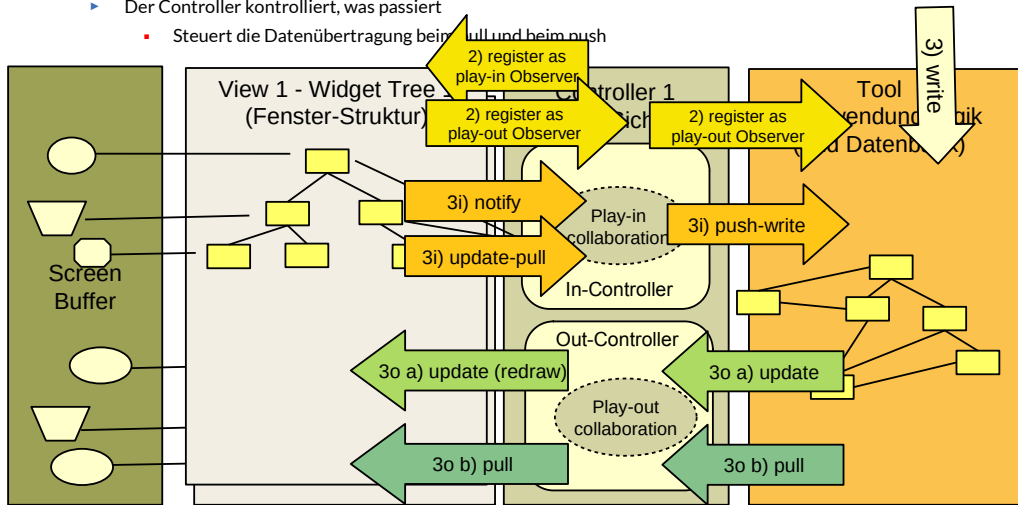 Der Controller kontrolliert, was passiert
Steuert die Datenübertragung beim pull und beim push
2) register as
play-in Observer
2) register as
play-out Observer
2) register as
play-out Observer
3) write
View 1 - Widget Tree 1
(Fenster-Struktur)
Controller 1
Tool
Screen
Buffer
3i) notify
3i) update-pull
Play-in
collaboration
In-Controller
3i) push-write
Out-Controller
3o a) update (redraw)
3o a) update
Play-out
collaboration
3o b) pull
3o b) pull